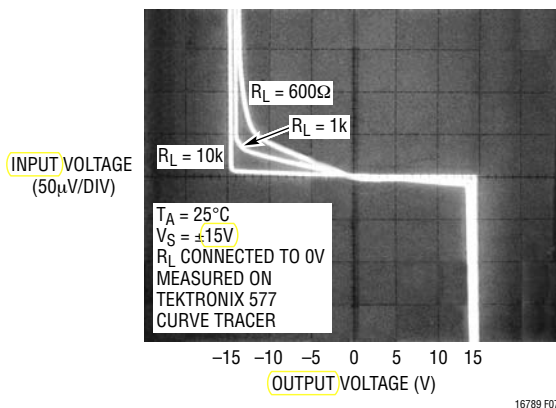 R_L = 600Ω
R_L = 1k
R_L = 10k
INPUT VOLTAGE
(50μV/DIV)
T_A = 25°C
V_S = ±15V
R_L CONNECTED TO 0V
MEASURED ON
TEKTRONIX 577
CURVE TRACER
–15 –10 –5 0 5 10 15
OUTPUT VOLTAGE (V)
16789 F07